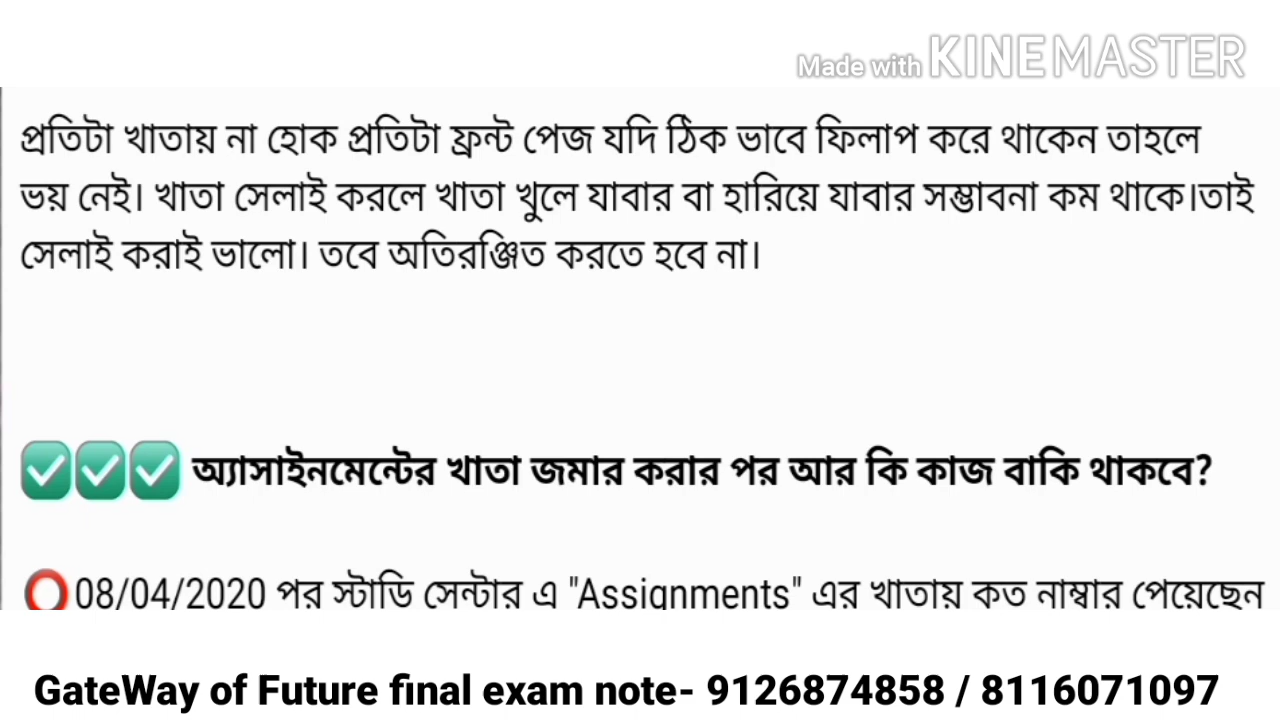 Made with KINEMASTER
প্রতিটা খাতায় না হোক প্রতিটা ফ্রন্ট পেজ যদি ঠিক ভাবে ফিলাপ করে থাকেন তাহলে
ভয় নেই। খাতা সেলাই করলে খাতা খুলে যাবার বা হারিয়ে যাবার সম্ভাবনা কম থাকে।তাই
সেলাই করাই ভালো। তবে অতিরঞ্জিত করতে হবে না।
✅✅✅ অ্যাসাইনমেন্টের খাতা জমার করার পর আর কি কাজ বাকি থাকবে?
⭕08/04/2020 পর স্টাডি সেন্টার এ "Assignments" এর খাতায় কত নাম্বার পেয়েছেন
GateWay of Future final exam note- 9126874858 / 8116071097